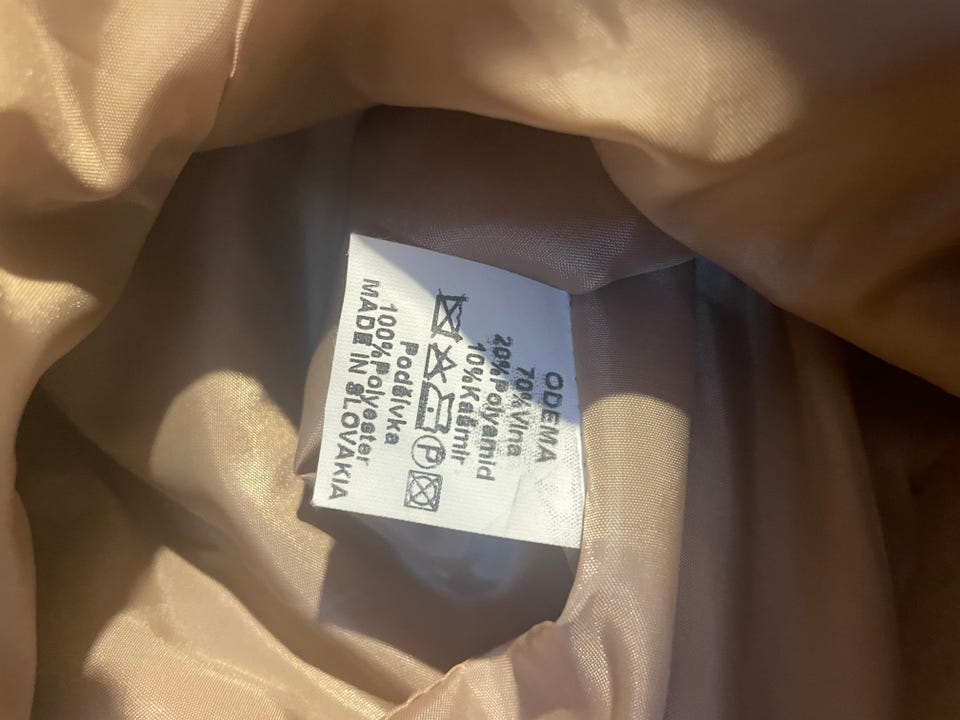 ODEMA
70%Vlna
20%Polyamid
10%Kašmír
P
Podšívka
100%Polyester
MADE IN SLOVAKIA